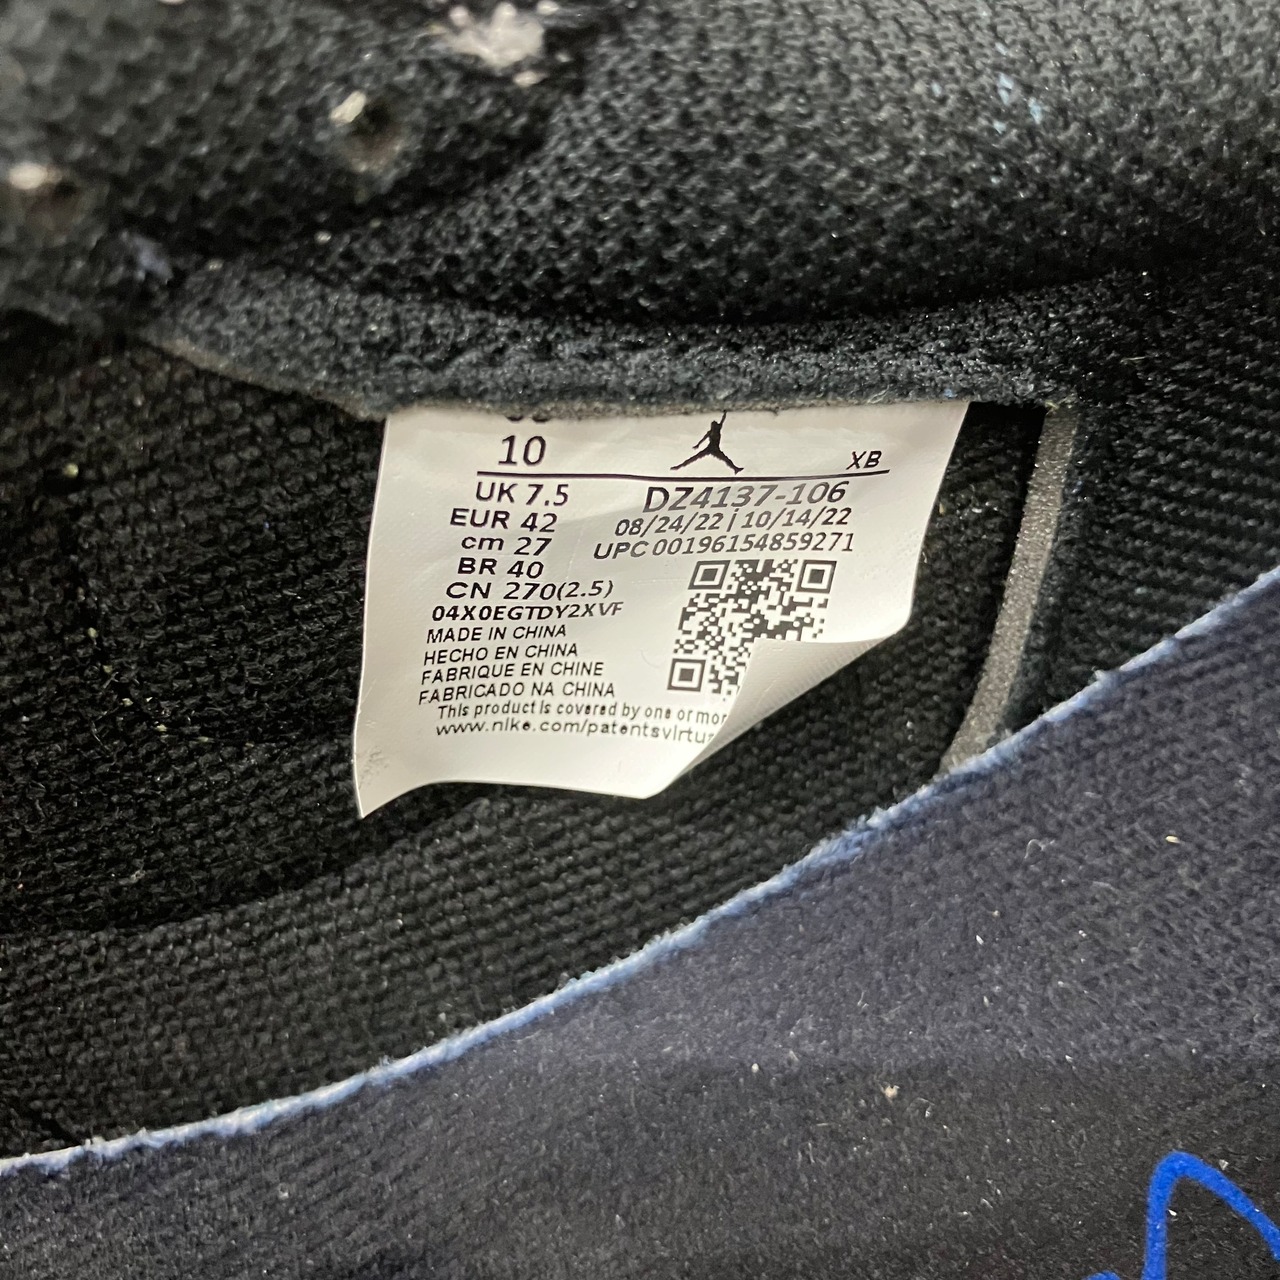 10
XB
UK 7.5
DZ4137-106
EUR 42
08/24/22 | 10/14/22
cm 27
UPC 00196154859271
BR 40
CN 270(2.5)
04X0EGTDY2XVF
MADE IN CHINA
HECHO EN CHINA
FABRIQUE EN CHINE
FABRICADO NA CHINA
This product is covered by one or mor
www.nike.com/patentsvirtu